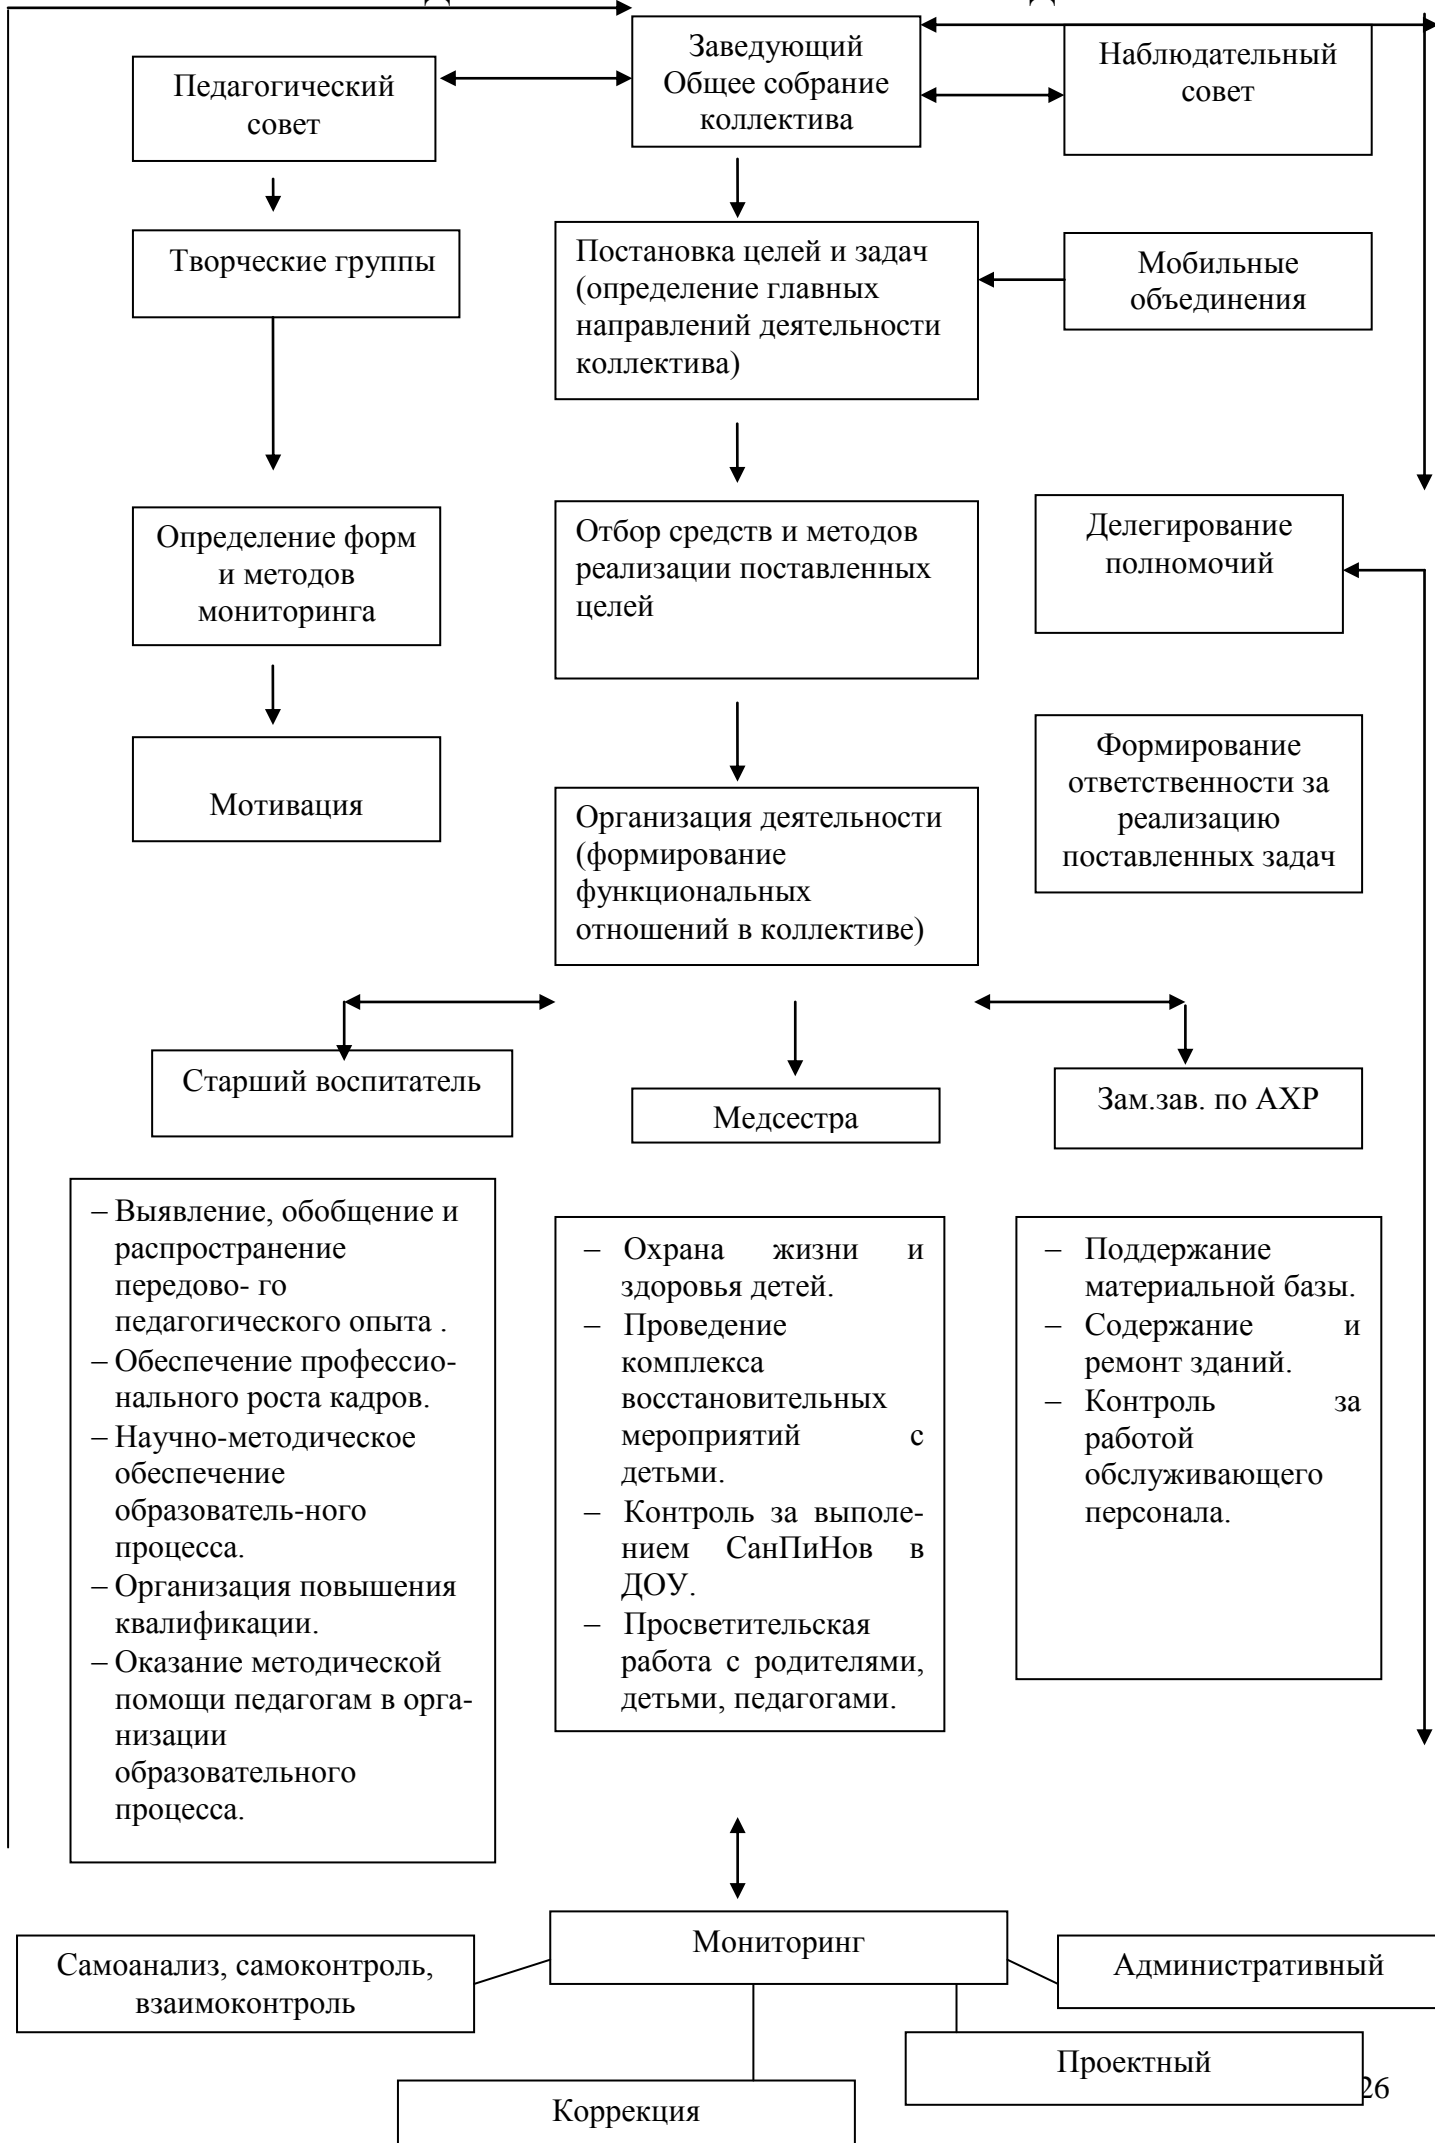 Заведующий
Общее собрание
коллектива
Педагогический
совет
Наблюдательный
совет
Творческие группы
Постановка целей и задач
(определение главных
направлений деятельности
коллектива)
Мобильные
объединения
Определение форм
и методов
мониторинга
Отбор средств и методов
реализации поставленных
целей
Делегирование
полномочий
Мотивация
Организация деятельности
(формирование
функциональных
отношений в коллективе)
Формирование
ответственности за
реализацию
поставленных задач
Старший воспитатель
Медсестра
Зам.зав. по АХР
– Выявление, обобщение и
распространение
передово- го
педагогического опыта .
– Обеспечение профессио-
нального роста кадров.
– Научно-методическое
обеспечение
образователь-ного
процесса.
– Организация повышения
квалификации.
– Оказание методической
помощи педагогам в орга-
низации
образовательного
процесса.
– Охрана жизни и
здоровья детей.
– Проведение
комплекса
восстановительных
мероприятий с
детьми.
– Контроль за выполе-
нием СанПиНов в
ДОУ.
– Просветительская
работа с родителями,
детьми, педагогами.
– Поддержание
материальной базы.
– Содержание и
ремонт зданий.
– Контроль за
работой
обслуживающего
персонала.
Мониторинг
Самоанализ, самоконтроль,
взаимоконтроль
Административный
Проектный
Коррекция
26